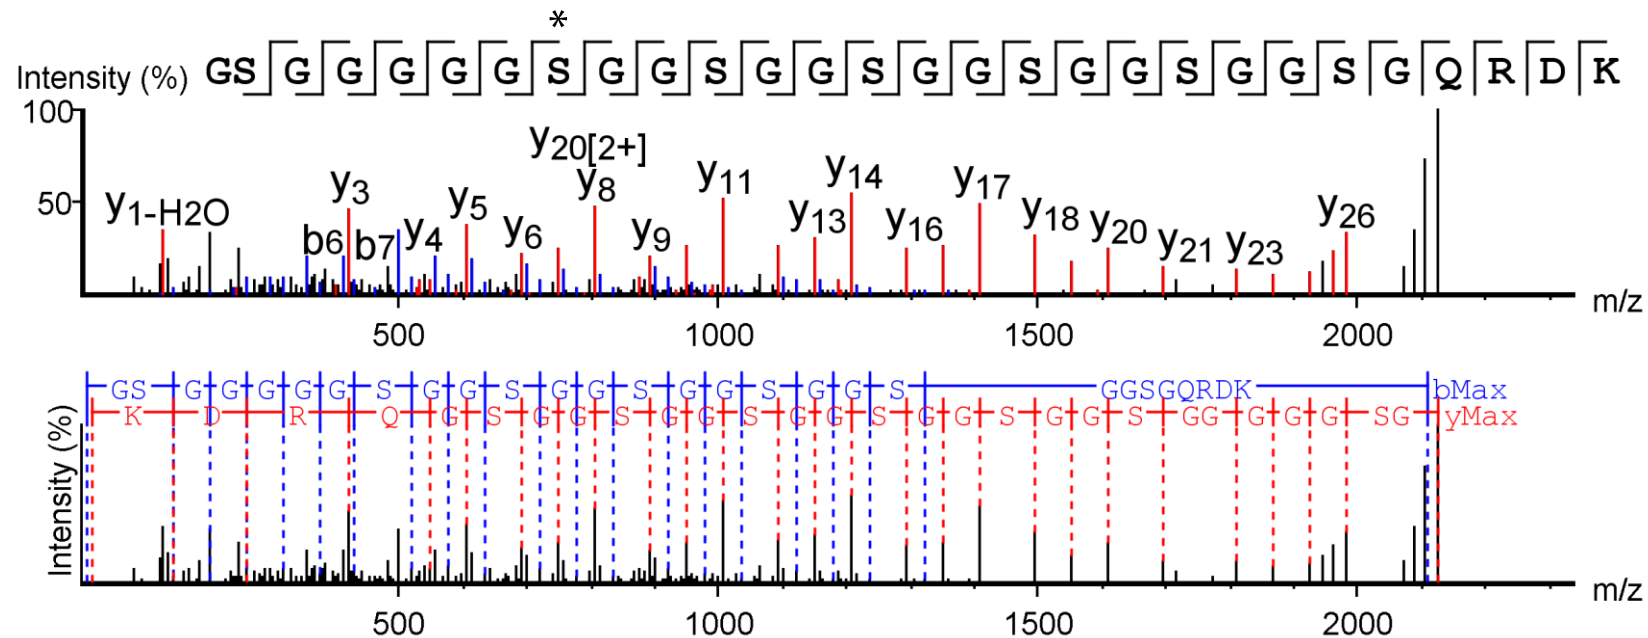 *
Intensity (%) GS G G G G G S G G S G G S G G S G G S G G S G Q R D K
100
y20[2+]
y8 y11 y14
y3 y17
y1-H2O y5 y13 y16 y18 y26
50 b6 b7 y4 y6 y9 y20 y21 y23
500 1000 1500 2000 m/z
GS G G G G G S G G S G G S G G S G G S GGSGQRDK bMax
K D R Q G S G G S G G S G G S G G S G G S GG G G G SG yMax
Intensity (%)
500 1000 1500 2000 m/z